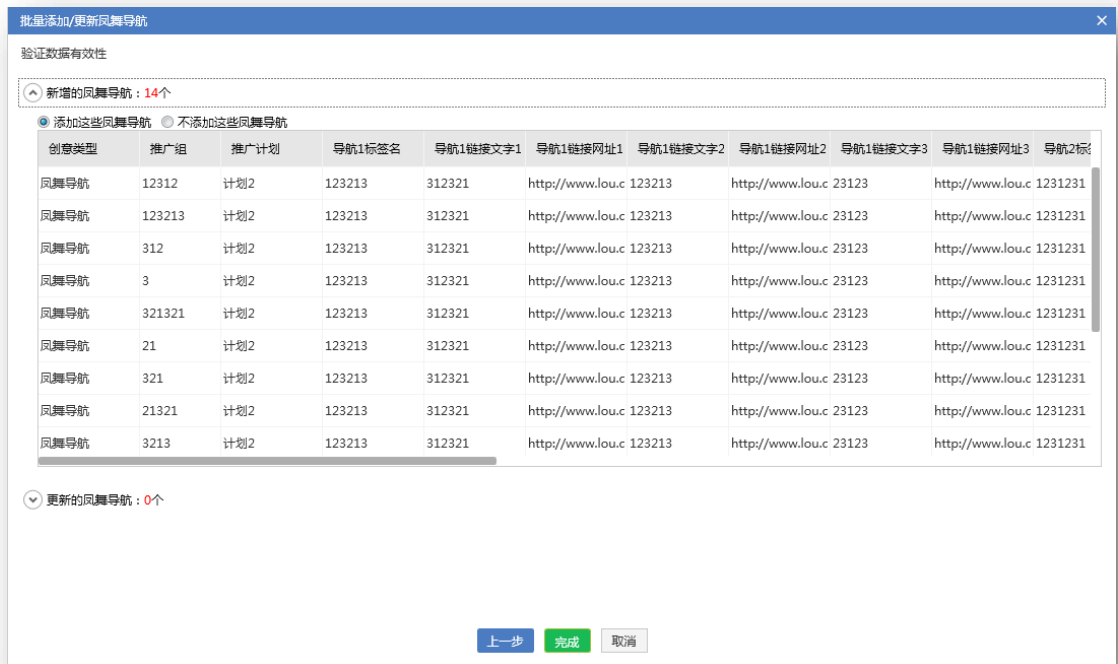 批量添加/更新凤舞导航
验证数据有效性
新增的凤舞导航：14个
添加这些凤舞导航 不添加这些凤舞导航
创意类型 推广组 推广计划 导航1标签名 导航1链接文字1 导航1链接网址1 导航1链接文字2 导航1链接网址2 导航1链接文字3 导航1链接网址3 导航2标
凤舞导航 12312 计划2 123213 312321 http://www.lou.c 123213 http://www.lou.c 23123 http://www.lou.c 1231231
凤舞导航 123213 计划2 123213 312321 http://www.lou.c 123213 http://www.lou.c 23123 http://www.lou.c 1231231
凤舞导航 312 计划2 123213 312321 http://www.lou.c 123213 http://www.lou.c 23123 http://www.lou.c 1231231
凤舞导航 3 计划2 123213 312321 http://www.lou.c 123213 http://www.lou.c 23123 http://www.lou.c 1231231
凤舞导航 321321 计划2 123213 312321 http://www.lou.c 123213 http://www.lou.c 23123 http://www.lou.c 1231231
凤舞导航 21 计划2 123213 312321 http://www.lou.c 123213 http://www.lou.c 23123 http://www.lou.c 1231231
凤舞导航 321 计划2 123213 312321 http://www.lou.c 123213 http://www.lou.c 23123 http://www.lou.c 1231231
凤舞导航 21321 计划2 123213 312321 http://www.lou.c 123213 http://www.lou.c 23123 http://www.lou.c 1231231
凤舞导航 3213 计划2 123213 312321 http://www.lou.c 123213 http://www.lou.c 23123 http://www.lou.c 1231231
更新的凤舞导航：0个
上一步 完成 取消